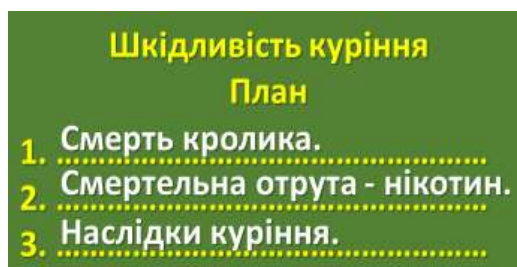 Шкідливість куріння
План
1. Смерть кролика.
2. Смертельна отрута - нікотин.
3. Наслідки куріння.